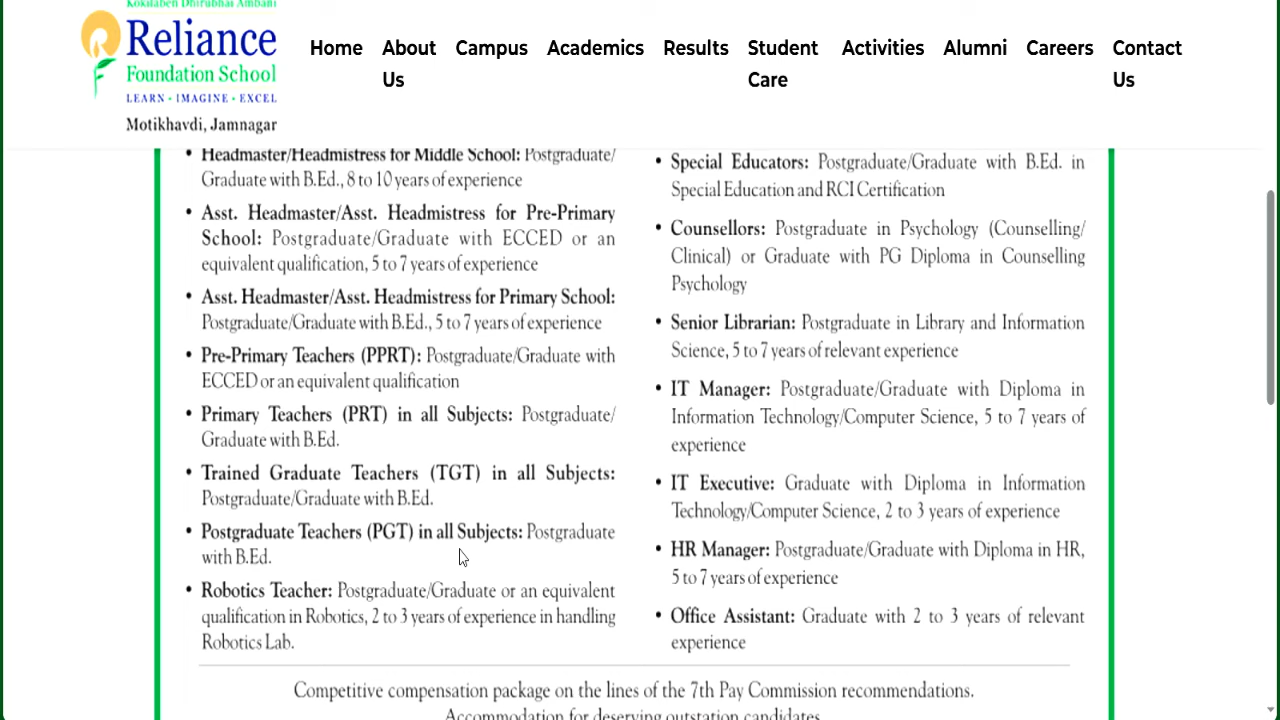 Kokilaben Dhirubhai Ambani
Reliance
Foundation School
LEARN • IMAGINE • EXCEL
Motikhavdi, Jamnagar
Home About Us Campus Academics Results Student Care Activities Alumni Careers Contact Us
• Headmaster/Headmistress for Middle School: Postgraduate/
Graduate with B.Ed., 8 to 10 years of experience
• Asst. Headmaster/Asst. Headmistress for Pre-Primary
School: Postgraduate/Graduate with ECCED or an
equivalent qualification, 5 to 7 years of experience
• Asst. Headmaster/Asst. Headmistress for Primary School:
Postgraduate/Graduate with B.Ed., 5 to 7 years of experience
• Pre-Primary Teachers (PPRT): Postgraduate/Graduate with
ECCED or an equivalent qualification
• Primary Teachers (PRT) in all Subjects: Postgraduate/
Graduate with B.Ed.
• Trained Graduate Teachers (TGT) in all Subjects:
Postgraduate/Graduate with B.Ed.
• Postgraduate Teachers (PGT) in all Subjects: Postgraduate
with B.Ed.
• Robotics Teacher: Postgraduate/Graduate or an equivalent
qualification in Robotics, 2 to 3 years of experience in handling
Robotics Lab.
• Special Educators: Postgraduate/Graduate with B.Ed. in
Special Education and RCI Certification
• Counsellors: Postgraduate in Psychology (Counselling/
Clinical) or Graduate with PG Diploma in Counselling
Psychology
• Senior Librarian: Postgraduate in Library and Information
Science, 5 to 7 years of relevant experience
• IT Manager: Postgraduate/Graduate with Diploma in
Information Technology/Computer Science, 5 to 7 years of
experience
• IT Executive: Graduate with Diploma in Information
Technology/Computer Science, 2 to 3 years of experience
• HR Manager: Postgraduate/Graduate with Diploma in HR,
5 to 7 years of experience
• Office Assistant: Graduate with 2 to 3 years of relevant
experience
Competitive compensation package on the lines of the 7th Pay Commission recommendations.
Accommodation for deserving outstation candidates.